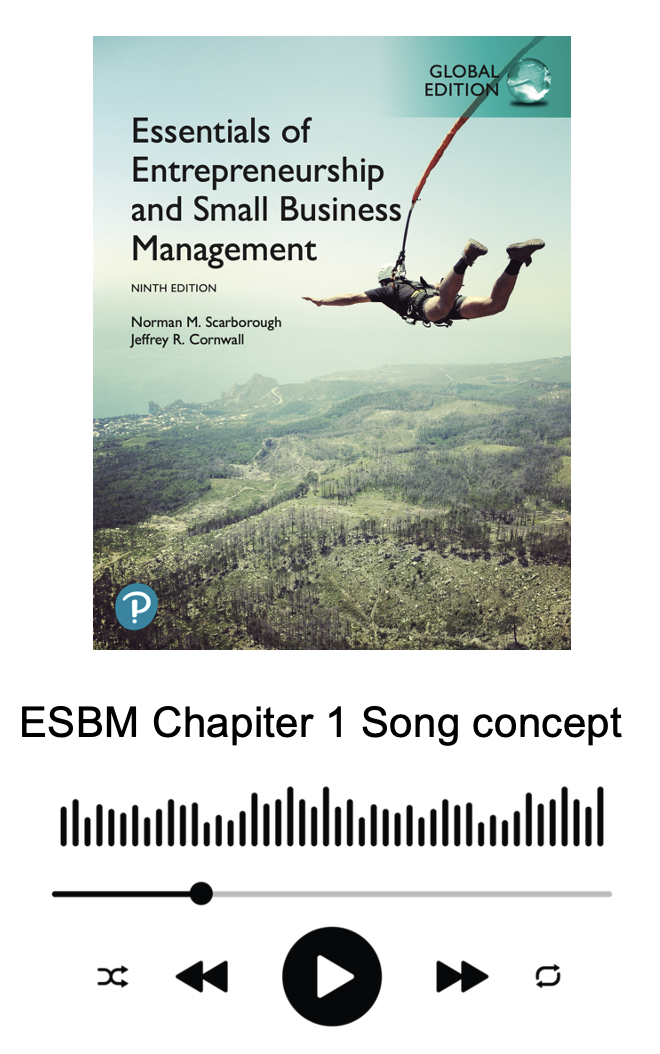 GLOBAL
EDITION
Essentials of
Entrepreneurship
and Small Business
Management
NINTH EDITION
Norman M. Scarborough
Jeffrey R. Cornwall
P
ESBM Chapiter 1 Song concept